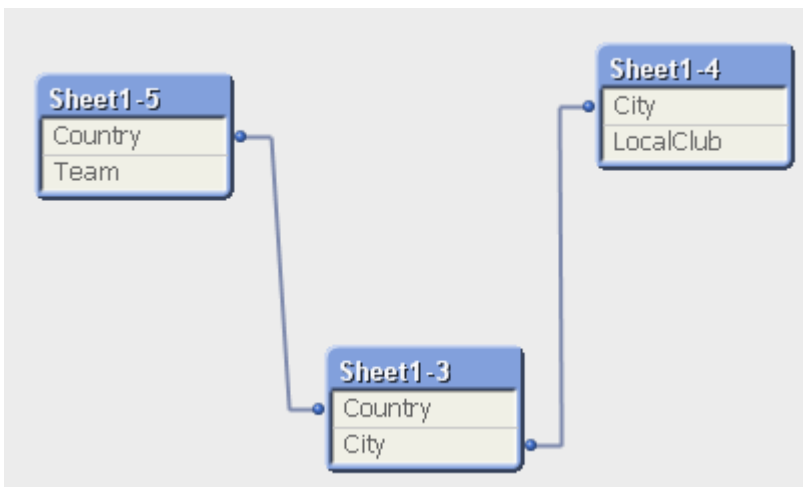 Sheet1-5
Country
Team
Sheet1-4
City
LocalClub
Sheet1-3
Country
City